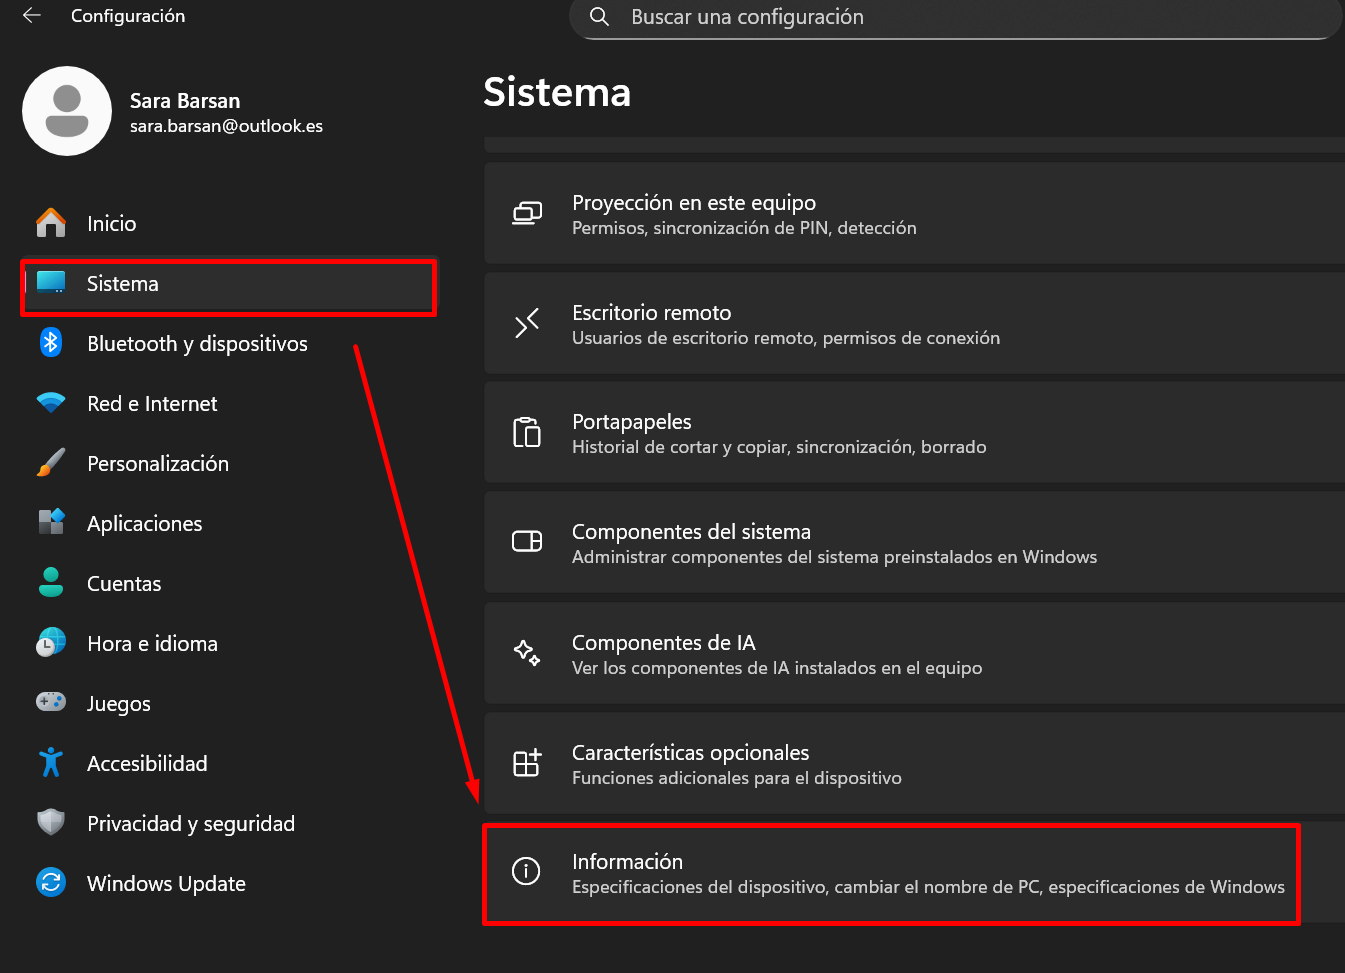 Configuración
Buscar una configuración
Sara Barsan
sara.barsan@outlook.es
Inicio
Sistema
Bluetooth y dispositivos
Red e Internet
Personalización
Aplicaciones
Cuentas
Hora e idioma
Juegos
Accesibilidad
Privacidad y seguridad
Windows Update
Sistema
Proyección en este equipo
Permisos, sincronización de PIN, detección
Escritorio remoto
Usuarios de escritorio remoto, permisos de conexión
Portapapeles
Historial de cortar y copiar, sincronización, borrado
Componentes del sistema
Administrar componentes del sistema preinstalados en Windows
Componentes de IA
Ver los componentes de IA instalados en el equipo
Características opcionales
Funciones adicionales para el dispositivo
Información
Especificaciones del dispositivo, cambiar el nombre de PC, especificaciones de Windows